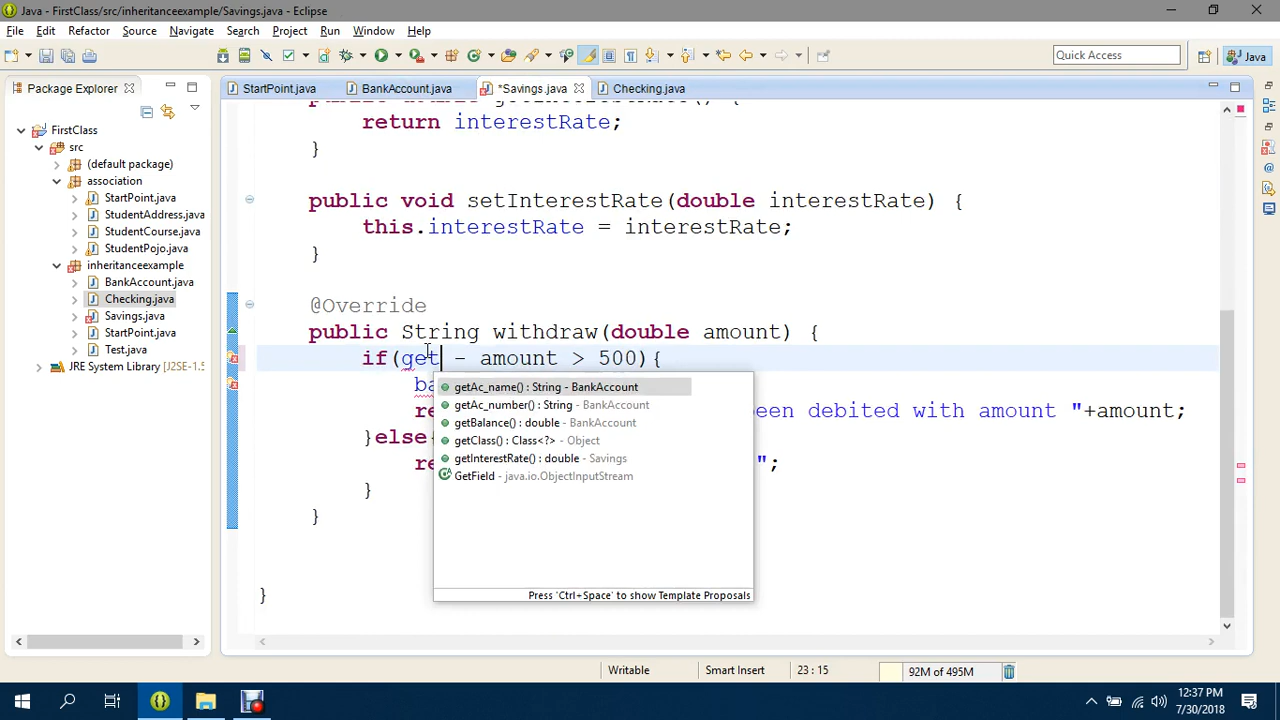 Java - FirstClass/src/inheritanceexample/Savings.java - Eclipse
File Edit Refactor Source Navigate Search Project Run Window Help
Quick Access
Java
Package Explorer
StartPoint.java
BankAccount.java
*Savings.java
Checking.java
FirstClass
src
(default package)
association
StartPoint.java
StudentAddress.java
StudentCourse.java
StudentPojo.java
inheritanceexample
BankAccount.java
Checking.java
Savings.java
StartPoint.java
Test.java
JRE System Library [J2SE-1.5]
return interestRate;
}
public void setInterestRate(double interestRate) {
this.interestRate = interestRate;
}
@Override
public String withdraw(double amount) {
if(get - amount > 500){
ba
re een debited with amount "+amount;
}else{
re ";
}
}
}
getAc_name() : String - BankAccount
getAc_number() : String - BankAccount
getBalance() : double - BankAccount
getClass() : Class<?> - Object
getInterestRate() : double - Savings
GetField - java.io.ObjectInputStream
Press 'Ctrl+Space' to show Template Proposals
Writable
Smart Insert
23 : 15
92M of 495M
12:37 PM
7/30/2018